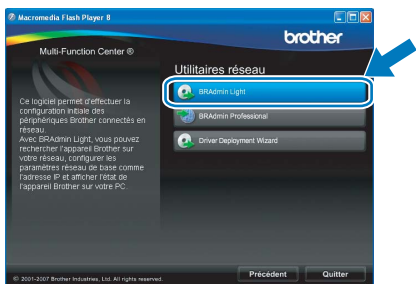 Macromedia Flash Player 8
brother
Multi-Function Center ®
Utilitaires réseau
BRAdmin Light
BRAdmin Professional
Driver Deployment Wizard
Ce logiciel permet d'effectuer la
configuration initiale des
périphériques Brother connectés en
réseau.
Avec BRAdmin Light, vous pouvez
rechercher l'appareil Brother sur
votre réseau, configurer les
paramètres réseau de base comme
l'adresse IP et afficher l'état de
l'appareil Brother sur votre PC.
© 2001-2007 Brother Industries, Ltd. All rights reserved.
Précédent
Quitter